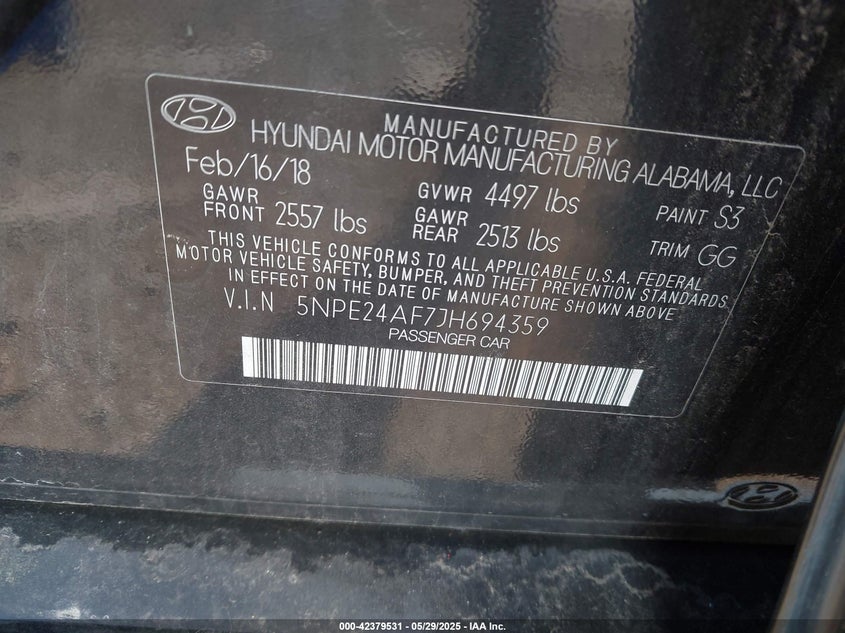 MANUFACTURED BY
HYUNDAI MOTOR MANUFACTURING ALABAMA, LLC
Feb/16/18
GAWR FRONT 2557 lbs
GVWR 4497 lbs
GAWR REAR 2513 lbs
PAINT S3
TRIM GG
THIS VEHICLE CONFORMS TO ALL APPLICABLE U.S.A. FEDERAL
MOTOR VEHICLE SAFETY, BUMPER, AND THEFT PREVENTION STANDARDS
IN EFFECT ON THE DATE OF MANUFACTURE SHOWN ABOVE
V.I.N 5NPE24AF7JH694359
PASSENGER CAR
000-42379531 - 05/29/2025 - IAA Inc.